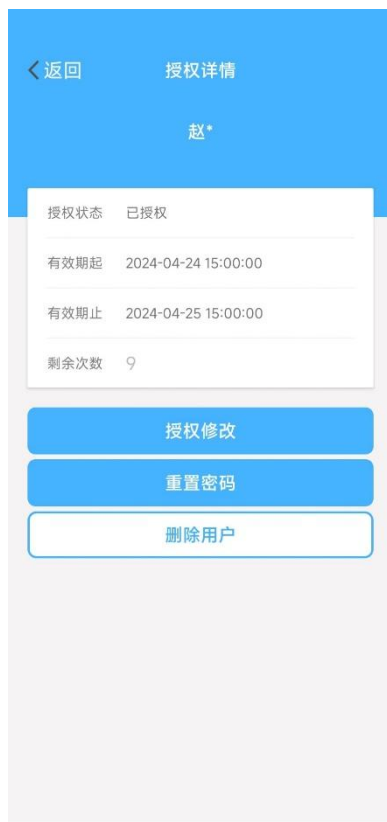 返回 授权详情
赵*
授权状态 已授权
有效期起 2024-04-24 15:00:00
有效期止 2024-04-25 15:00:00
剩余次数 9
授权修改
重置密码
删除用户